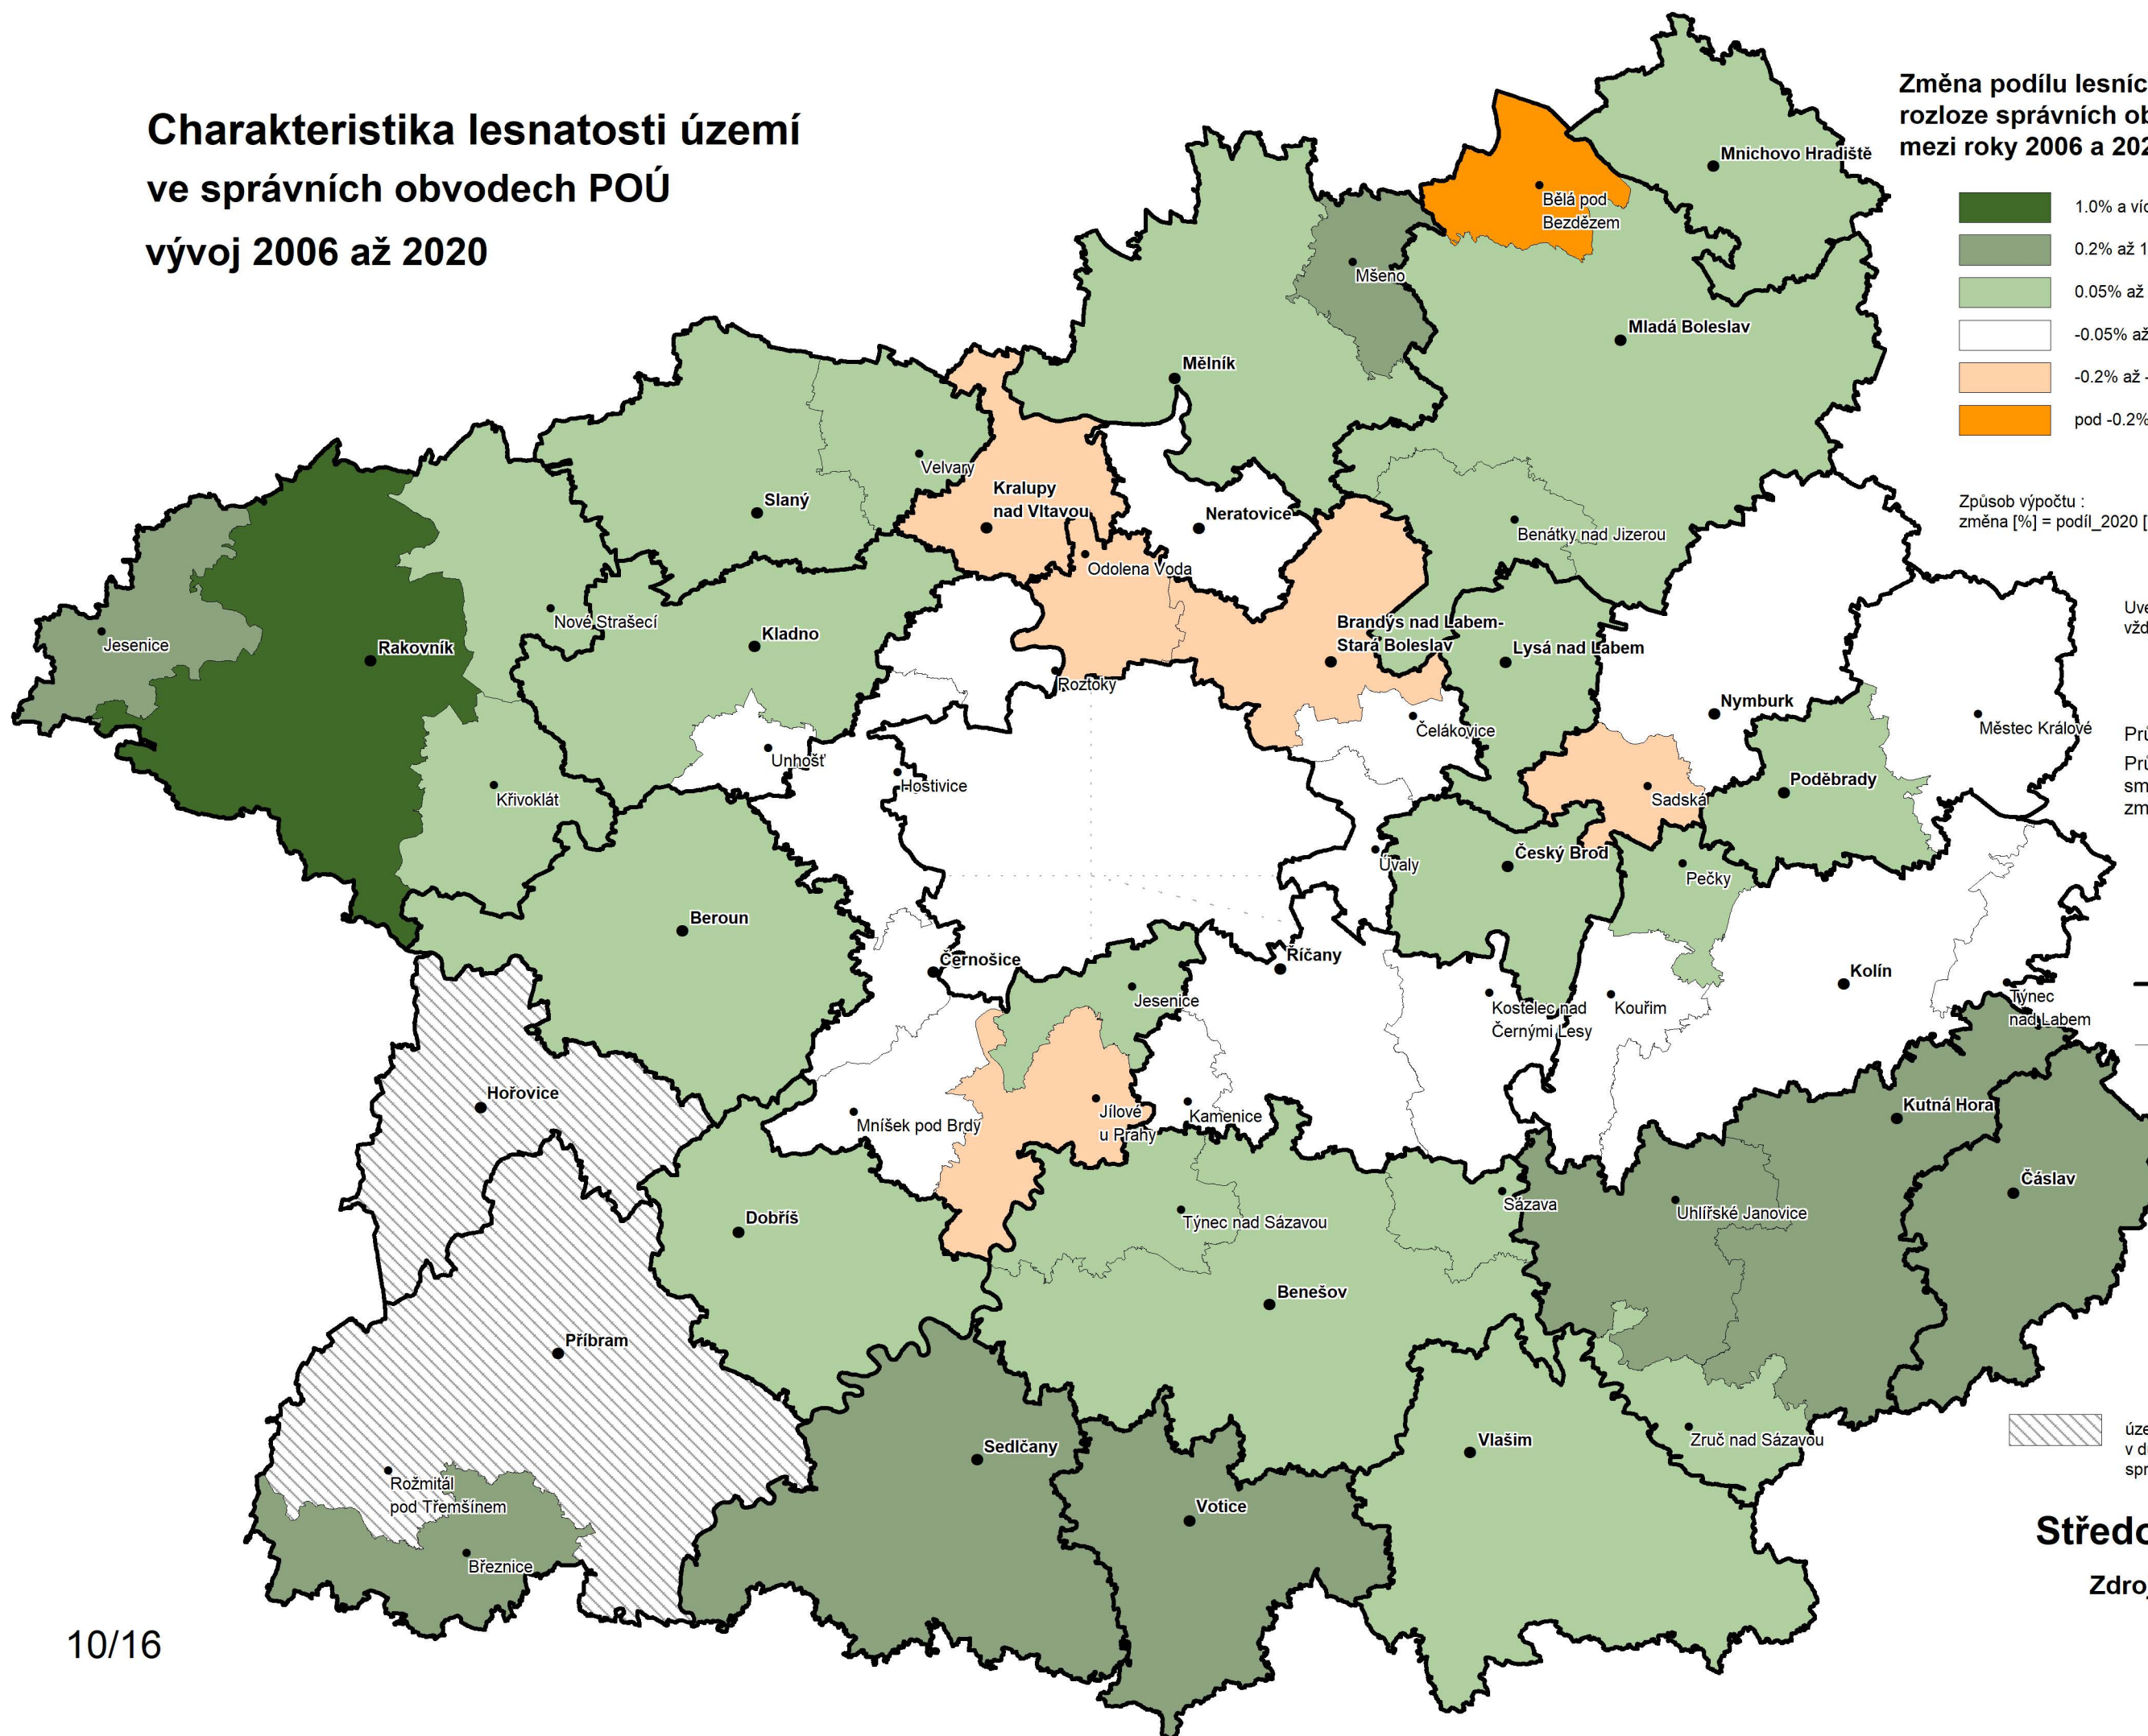 Charakteristika lesnatosti území
ve správních obvodech POÚ
vývoj 2006 až 2020
Změna podílu lesníc
rozloze správních ob
mezi roky 2006 a 202
1.0% a víc
0.2% až 1
0.05% až
-0.05% až
-0.2% až -
pod -0.2%
Způsob výpočtu :
změna [%] = podíl_2020 [
Uve
vžd
Prů
Prů
sm
změ
Mnichovo Hradiště
Bělá pod
Bezdězem
Mšeno
Mladá Boleslav
Mělník
Velvary
Slaný
Kralupy
nad Vltavou
Neratovice
Benátky nad Jizerou
Odolena Voda
Nové Strašecí
Kladno
Brandýs nad Labem-
Stará Boleslav
Lysá nad Labem
Jesenice
Rakovník
Roztoky
Nymburk
Městec Králové
Čelákovice
Unhošť
Hostivice
Křivoklát
Sadská
Poděbrady
Úvaly
Český Brod
Pečky
Beroun
Černošice
Říčany
Kolín
Jesenice
Kostelec nad
Černými Lesy
Kouřim
Týnec
nad Labem
Hořovice
Mníšek pod Brdy
Jílové
u Prahy
Kamenice
Kutná Hora
Čáslav
Sázava
Uhlířské Janovice
Dobříš
Týnec nad Sázavou
Benešov
Příbram
Sedlčany
Vlašim
Zruč nad Sázavou
Rožmitál
pod Třemšínem
Votice
Březnice
úze
v d
spr
Středo
Zdroj
10/16